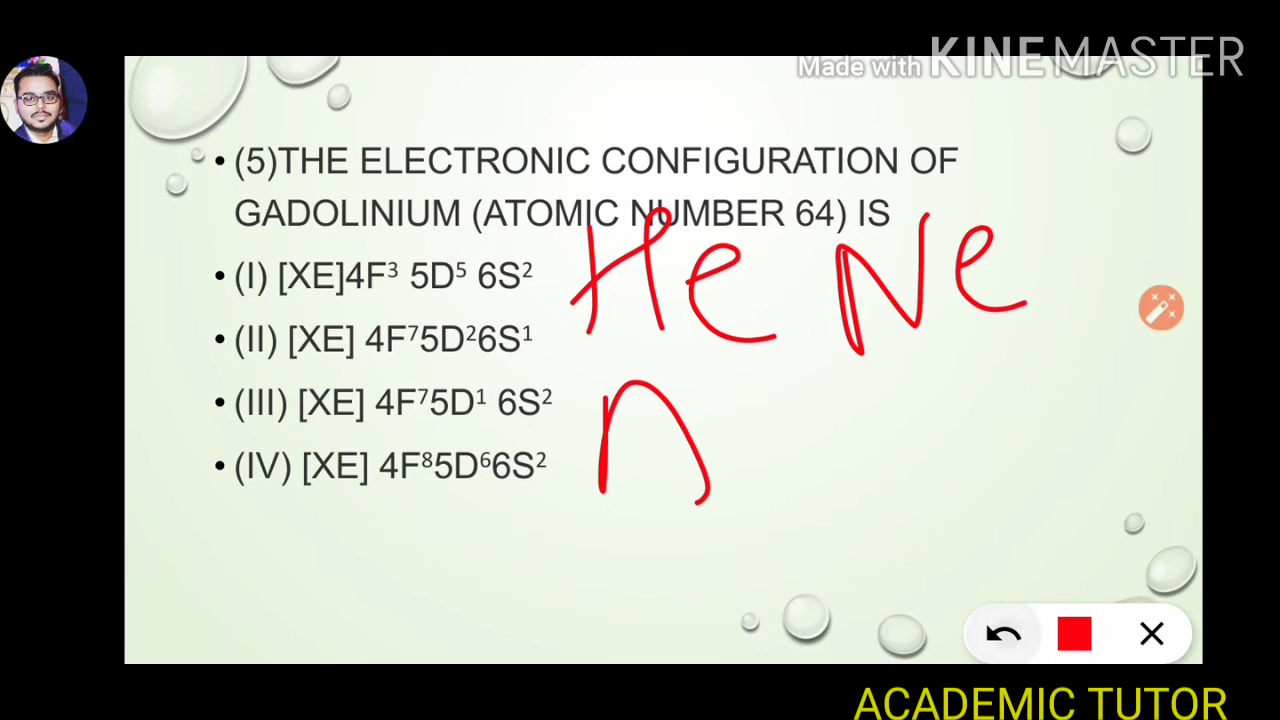 Made with KINEMASTER
• (5)THE ELECTRONIC CONFIGURATION OF
GADOLINIUM (ATOMIC NUMBER 64) IS
• (I) [XE]4F³ 5D⁵ 6S²
• (II) [XE] 4F⁷5D²6S¹
• (III) [XE] 4F⁷5D¹ 6S²
• (IV) [XE] 4F⁸5D⁶6S²
He Ne
ACADEMIC TUTOR